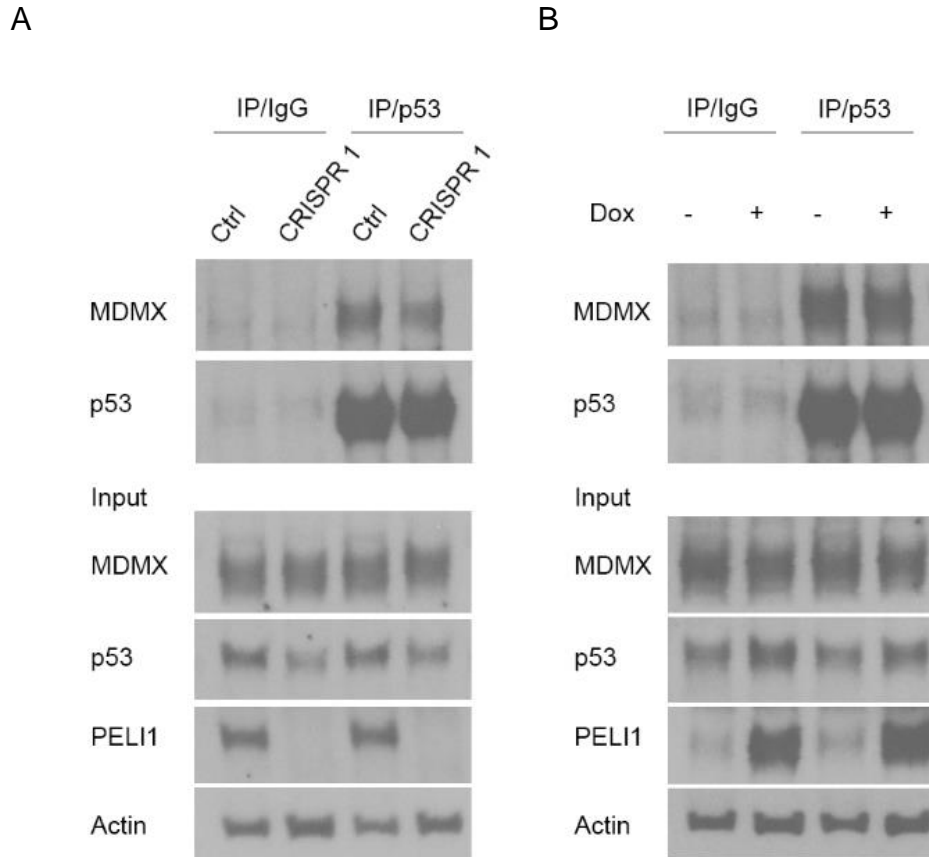 A
IP/IgG IP/p53
Ctrl CRISPR 1 Ctrl CRISPR 1
MDMX
p53
Input
MDMX
p53
PELI1
Actin
B
IP/IgG IP/p53
Dox - + - +
MDMX
p53
Input
MDMX
p53
PELI1
Actin